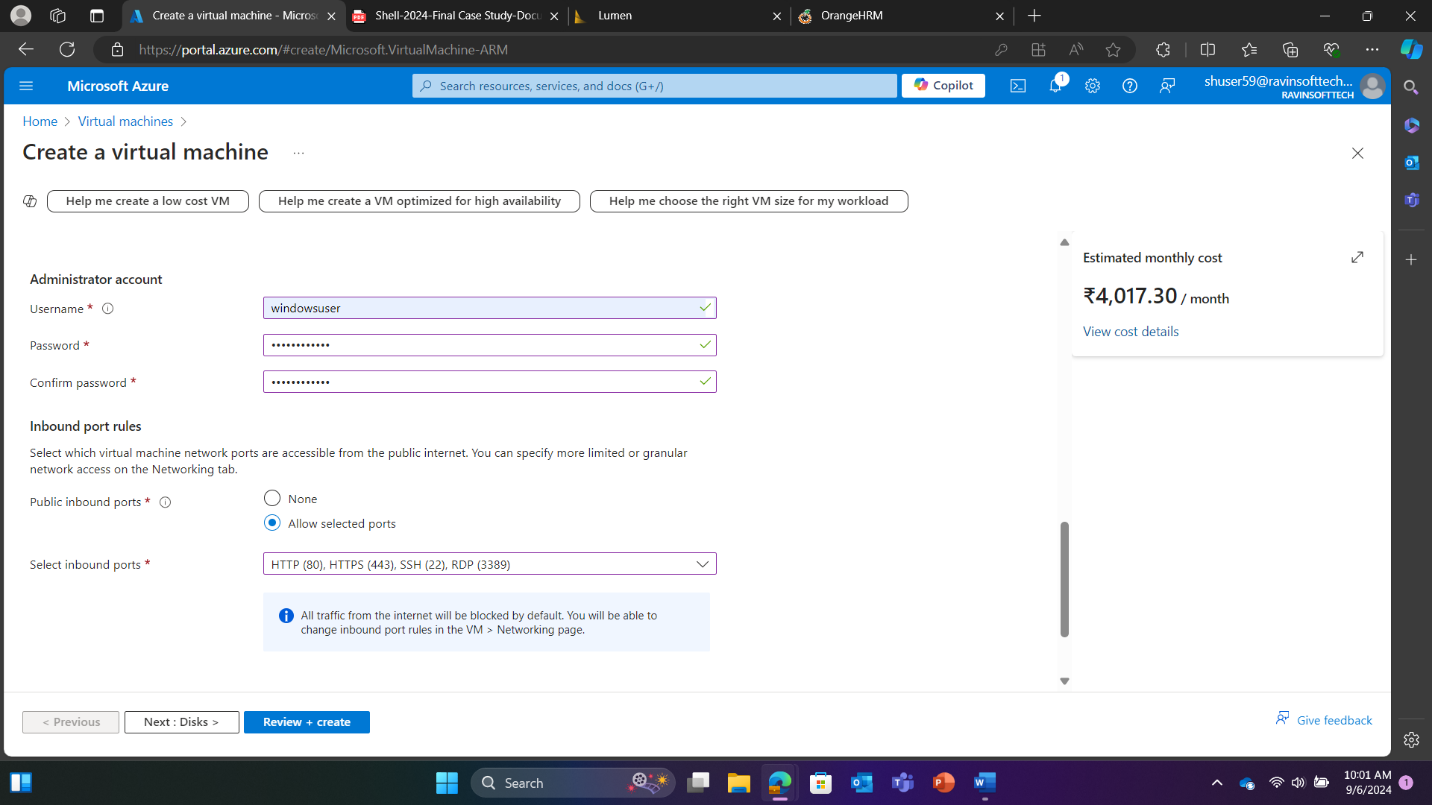 Create a virtual machine - Micros
Shell-2024-Final Case Study-Docu
Lumen
OrangeHRM
https://portal.azure.com/#create/Microsoft.VirtualMachine-ARM
Microsoft Azure
Search resources, services, and docs (G+/)
Copilot
1
shuser59@ravinsofttech...
RAVINSOFTTECH
Home > Virtual machines >
Create a virtual machine ...
Help me create a low cost VM
Help me create a VM optimized for high availability
Help me choose the right VM size for my workload
Administrator account
Username *
windowsuser
Password *
••••••••••••
Confirm password *
••••••••••••
Inbound port rules
Select which virtual machine network ports are accessible from the public internet. You can specify more limited or granular
network access on the Networking tab.
Public inbound ports *
None
Allow selected ports
Select inbound ports *
HTTP (80), HTTPS (443), SSH (22), RDP (3389)
All traffic from the internet will be blocked by default. You will be able to
change inbound port rules in the VM > Networking page.
Estimated monthly cost
₹4,017.30 / month
View cost details
< Previous
Next : Disks >
Review + create
Give feedback
Search
10:01 AM
9/6/2024
1